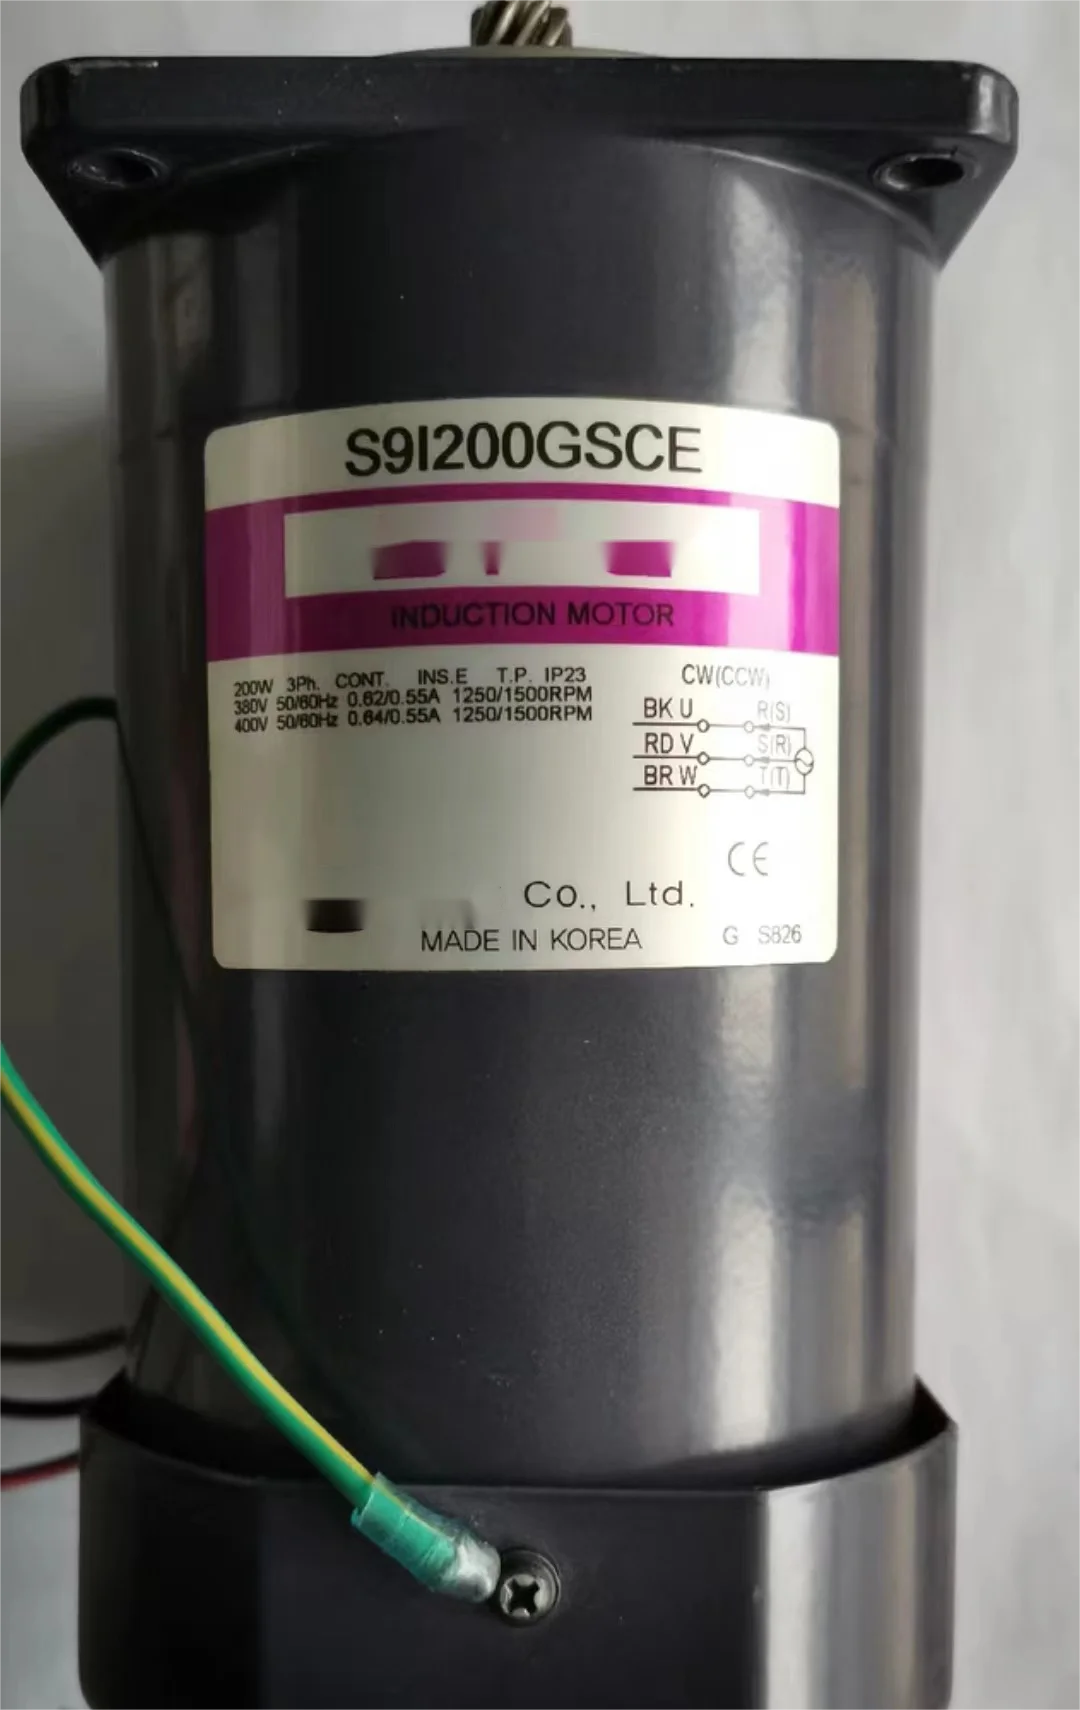 S9I200GSCE
INDUCTION MOTOR
200W 3Ph. CONT. INS.E T.P. IP23
380V 50/60Hz 0.62/0.55A 1250/1500RPM
400V 50/60Hz 0.64/0.55A 1250/1500RPM
CW(CCW)
BK U R(S)
RD V S(R)
BR W T(T)
CE
Co., Ltd.
MADE IN KOREA
G S826